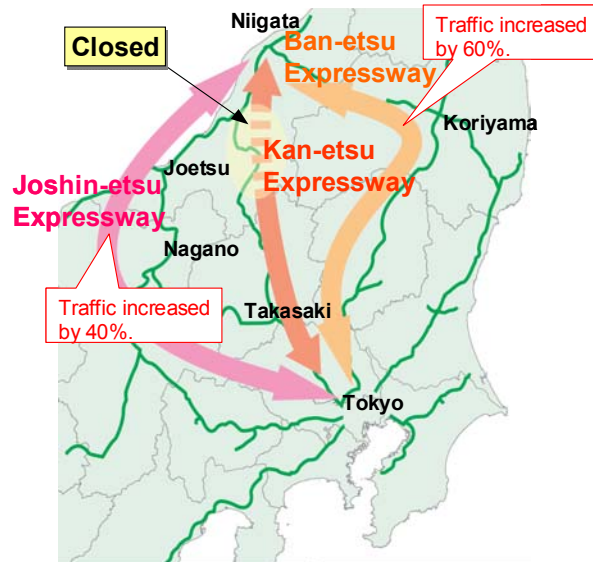 Niigata
Traffic increased
by 60%.
Closed
Ban-etsu
Expressway
Koriyama
Kan-etsu
Expressway
Joetsu
Joshin-etsu
Expressway
Nagano
Traffic increased
by 40%.
Takasaki
Tokyo